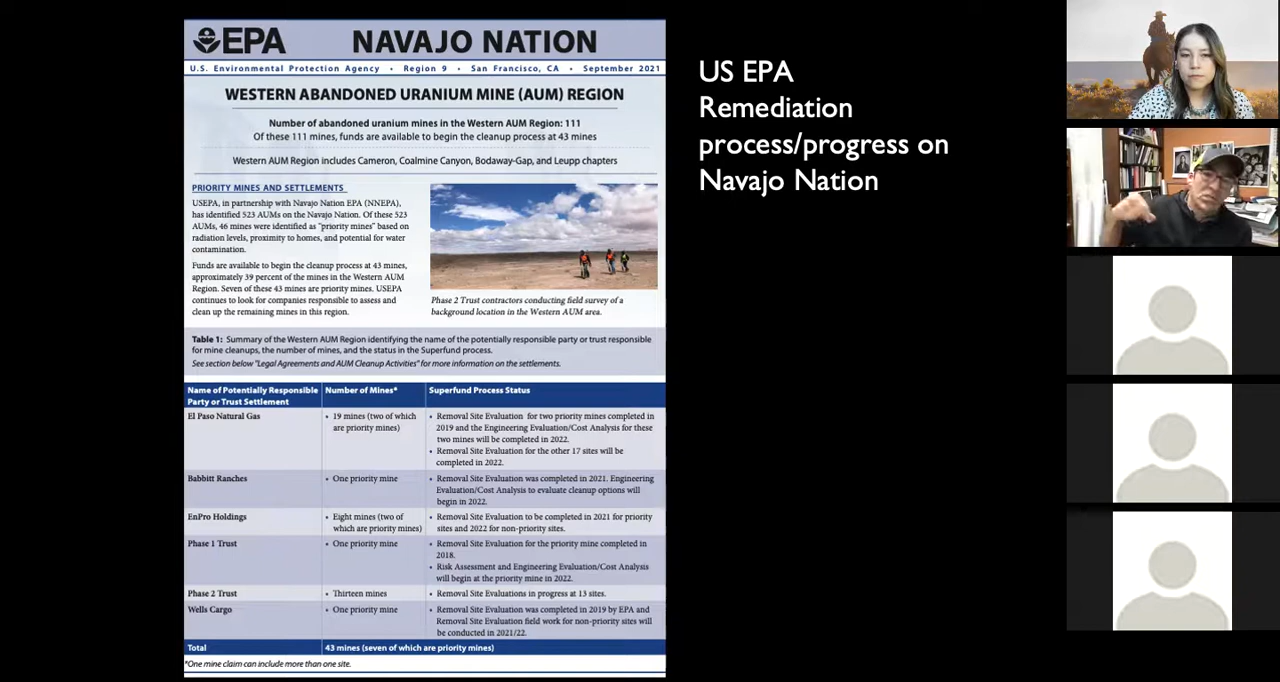 EPA
NAVAJO NATION
U.S. Environmental Protection Agency • Region 9 • San Francisco, CA • September 2021
WESTERN ABANDONED URANIUM MINE (AUM) REGION
Number of abandoned uranium mines in the Western AUM Region: 111
Of these 111 mines, funds are available to begin the cleanup process at 43 mines
Western AUM Region includes Cameron, Coalmine Canyon, Bodaway-Gap, and Leupp chapters
PRIORITY MINES AND SETTLEMENTS
USEPA, in partnership with Navajo Nation EPA (NNEPA),
has identified 523 AUMs on the Navajo Nation. Of these 523
AUMs, 46 mines were identified as "priority mines" based on
radiation levels, proximity to homes, and potential for water
contamination.
Funds are available to begin the cleanup process at 43 mines,
approximately 39 percent of the mines in the Western AUM
Region. Seven of these 43 mines are priority mines. USEPA
continues to look for companies responsible to assess and
clean up the remaining mines in this region.
Phase 2 Trust contractors conducting field survey of a
background location in the Western AUM area.
Table 1: Summary of the Western AUM Region identifying the name of the potentially responsible party or trust responsible
for mine cleanups, the number of mines, and the status in the Superfund process.
See section below "Legal Agreements and AUM Cleanup Activities" for more information on the settlements.
Name of Potentially Responsible
Party or Trust Settlement
Number of Mines*
Superfund Process Status
El Paso Natural Gas
• 19 mines (two of which
are priority mines)
• Removal Site Evaluation for two priority mines completed in
2019 and the Engineering Evaluation/Cost Analysis for these
two mines will be completed in 2022.
• Removal Site Evaluation for the other 17 sites will be
completed in 2022.
Babbitt Ranches
• One priority mine
• Removal Site Evaluation was completed in 2021. Engineering
Evaluation/Cost Analysis to evaluate cleanup options will
begin in 2022.
EnPro Holdings
• Eight mines (two of
which are priority mines)
• Removal Site Evaluation to be completed in 2021 for priority
sites and 2022 for non-priority sites.
Phase 1 Trust
• One priority mine
• Removal Site Evaluation for the priority mine completed in
2018.
• Risk Assessment and Engineering Evaluation/Cost Analysis
will begin at the priority mine in 2022.
Phase 2 Trust
• Thirteen mines
• Removal Site Evaluations in progress at 13 sites.
Wells Cargo
• One priority mine
• Removal Site Evaluation was completed in 2019 by EPA and
Removal Site Evaluation field work for non-priority sites will
be conducted in 2021/22.
Total
43 mines (seven of which are priority mines)
*One mine claim can include more than one site.
US EPA
Remediation
process/progress on
Navajo Nation